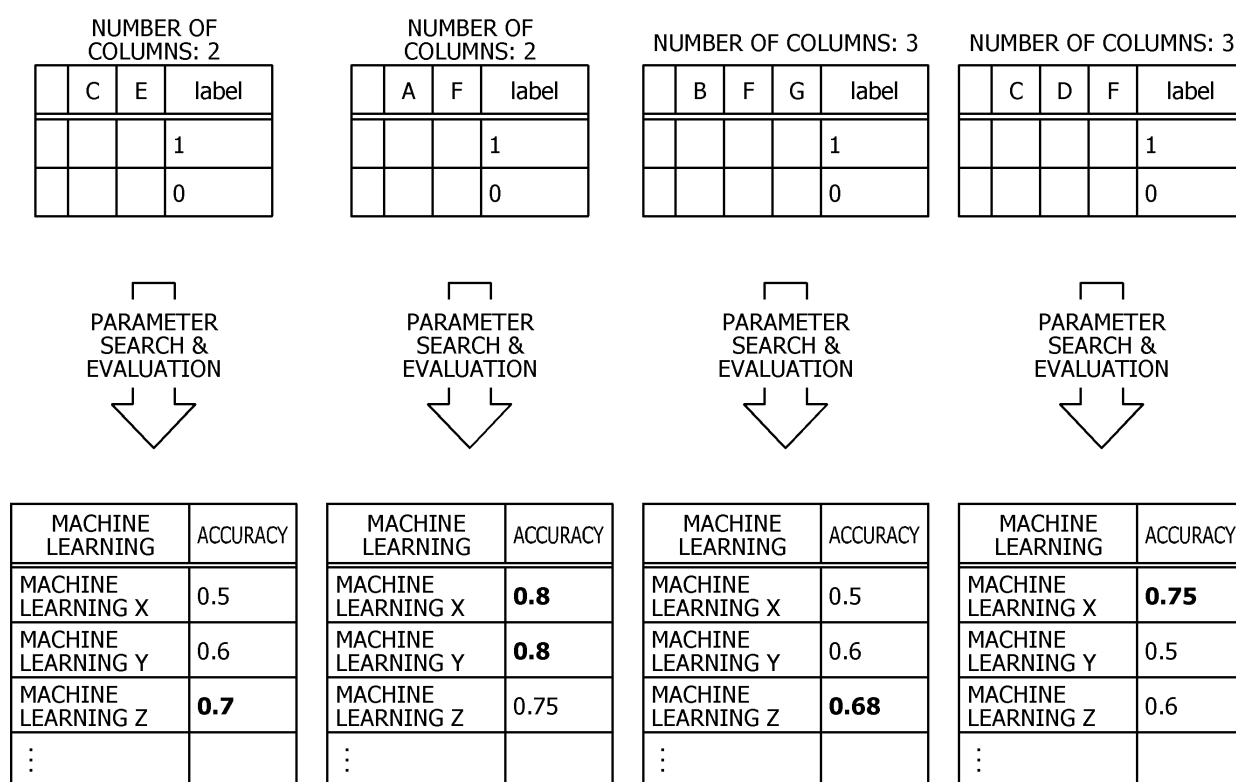 NUMBER OF
COLUMNS: 2
C E label
1
0
PARAMETER
SEARCH &
EVALUATION
MACHINE
LEARNING
ACCURACY
MACHINE
LEARNING X
0.5
MACHINE
LEARNING Y
0.6
MACHINE
LEARNING Z
0.7
⋮
NUMBER OF
COLUMNS: 2
A F label
1
0
PARAMETER
SEARCH &
EVALUATION
MACHINE
LEARNING
ACCURACY
MACHINE
LEARNING X
0.8
MACHINE
LEARNING Y
0.8
MACHINE
LEARNING Z
0.75
⋮
NUMBER OF COLUMNS: 3
B F G label
1
0
PARAMETER
SEARCH &
EVALUATION
MACHINE
LEARNING
ACCURACY
MACHINE
LEARNING X
0.5
MACHINE
LEARNING Y
0.6
MACHINE
LEARNING Z
0.68
⋮
NUMBER OF COLUMNS: 3
C D F label
1
0
PARAMETER
SEARCH &
EVALUATION
MACHINE
LEARNING
ACCURACY
MACHINE
LEARNING X
0.75
MACHINE
LEARNING Y
0.5
MACHINE
LEARNING Z
0.6
⋮